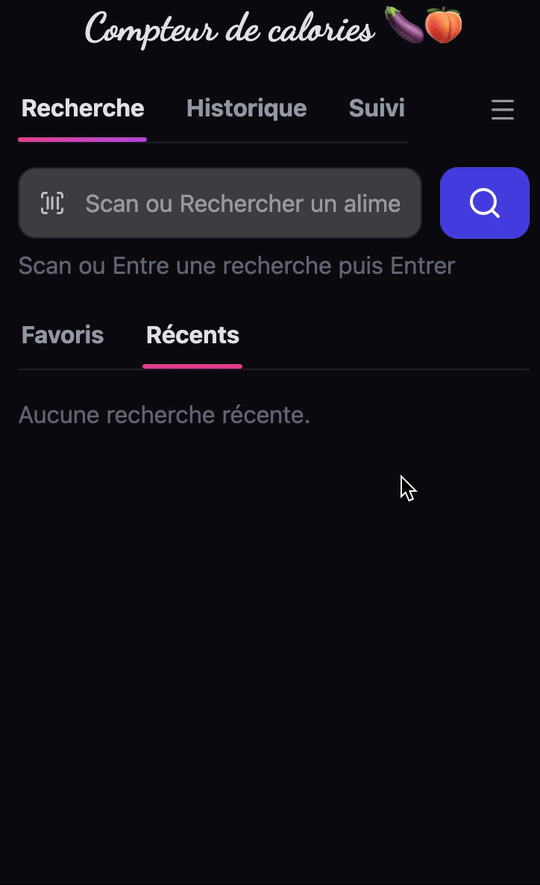 Compteur de calories 🍆🍑
Recherche Historique Suivi
Scan ou Rechercher un alime
Scan ou Entre une recherche puis Entrer
Favoris Récents
Aucune recherche récente.